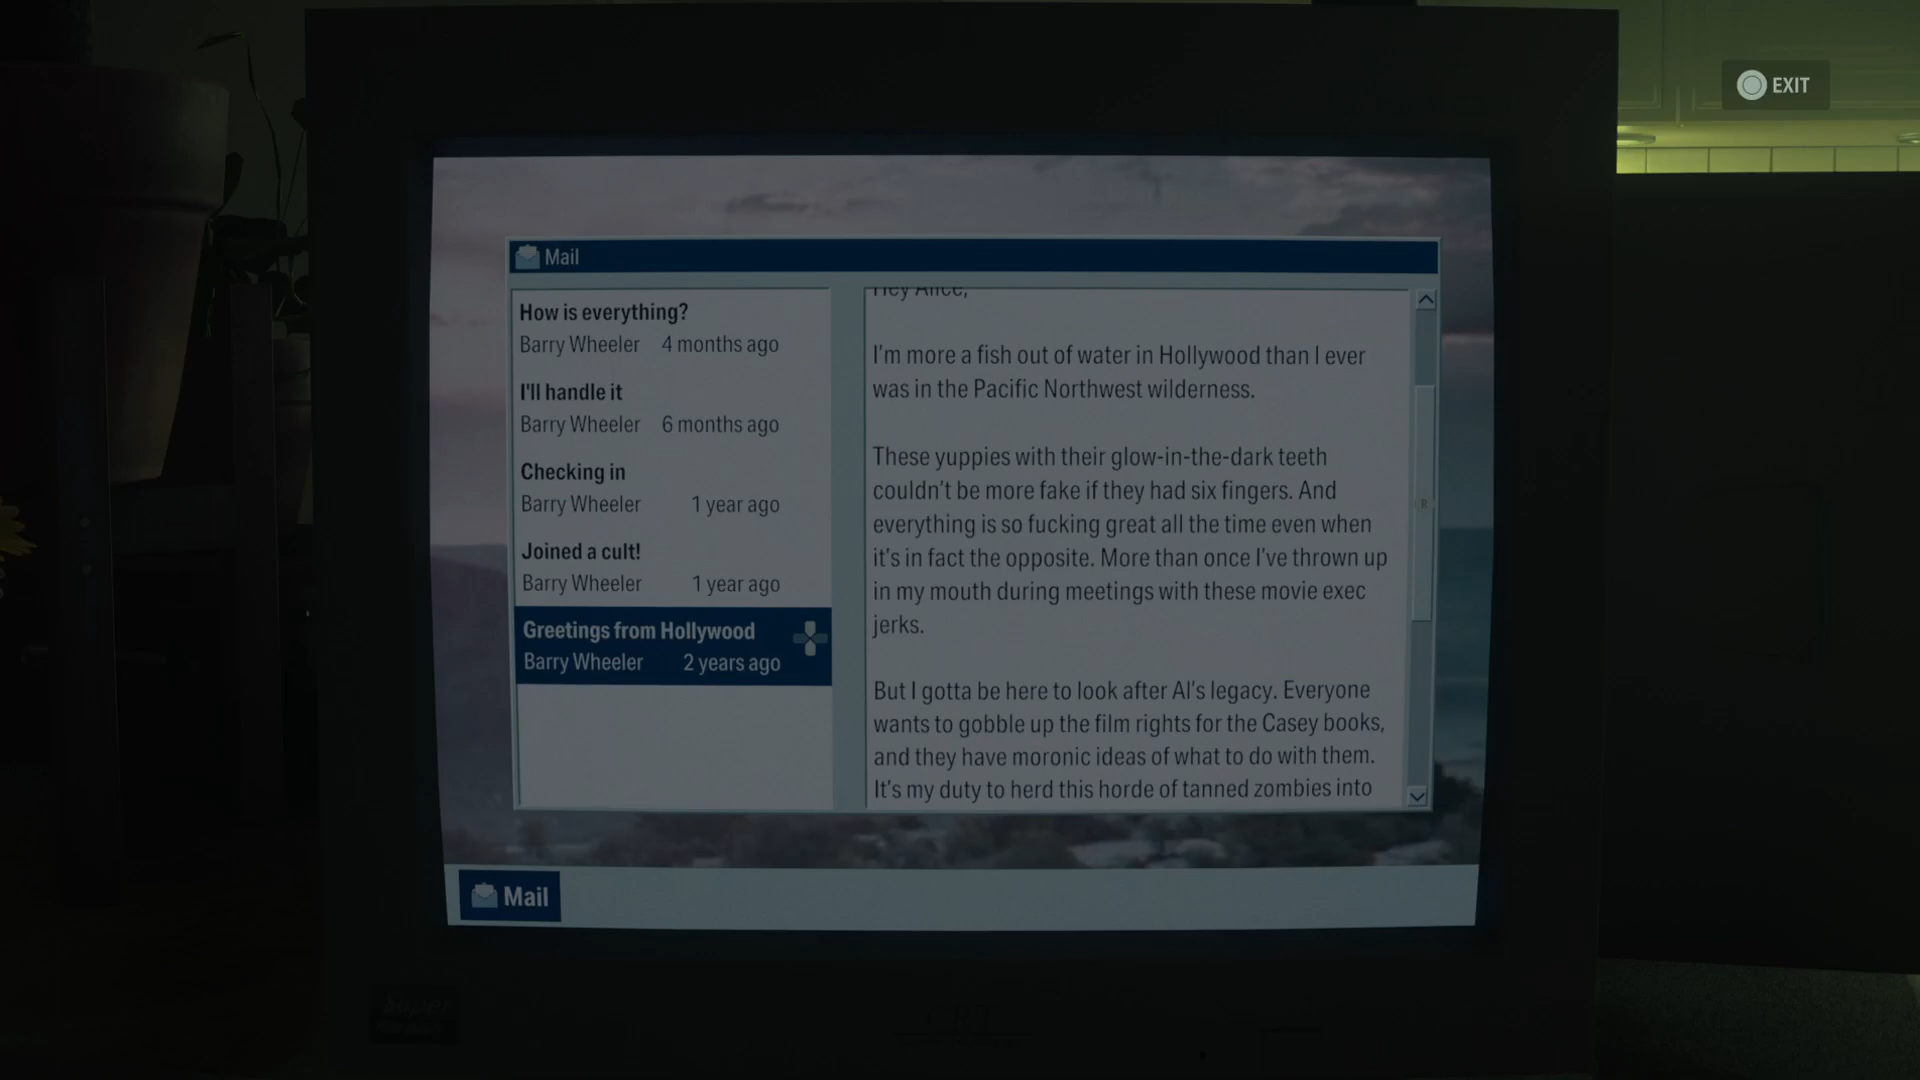 EXIT
Mail
How is everything?
Barry Wheeler 4 months ago
I'll handle it
Barry Wheeler 6 months ago
Checking in
Barry Wheeler 1 year ago
Joined a cult!
Barry Wheeler 1 year ago
Greetings from Hollywood
Barry Wheeler 2 years ago
Hey Alice,
I'm more a fish out of water in Hollywood than I ever
was in the Pacific Northwest wilderness.
These yuppies with their glow-in-the-dark teeth
couldn't be more fake if they had six fingers. And
everything is so fucking great all the time even when
it's in fact the opposite. More than once I've thrown up
in my mouth during meetings with these movie exec
jerks.
But I gotta be here to look after Al's legacy. Everyone
wants to gobble up the film rights for the Casey books,
and they have moronic ideas of what to do with them.
It's my duty to herd this horde of tanned zombies into
R
Mail
Super
CRT